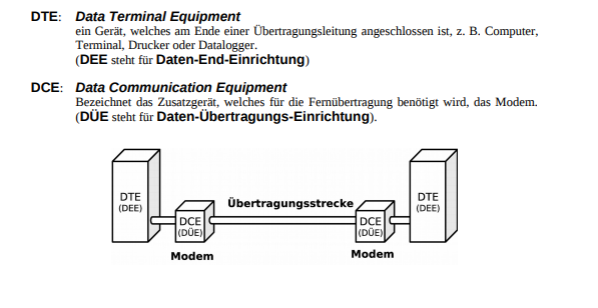 DTE: Data Terminal Equipment
ein Gerät, welches am Ende einer Übertragungsleitung angeschlossen ist, z. B. Computer,
Terminal, Drucker oder Datalogger.
(DEE steht für Daten-End-Einrichtung)
DCE: Data Communication Equipment
Bezeichnet das Zusatzgerät, welches für die Fernübertragung benötigt wird, das Modem.
(DÜE steht für Daten-Übertragungs-Einrichtung).
DTE
(DEE)
DCE
(DÜE)
Modem
Übertragungsstrecke
DCE
(DÜE)
Modem
DTE
(DEE)